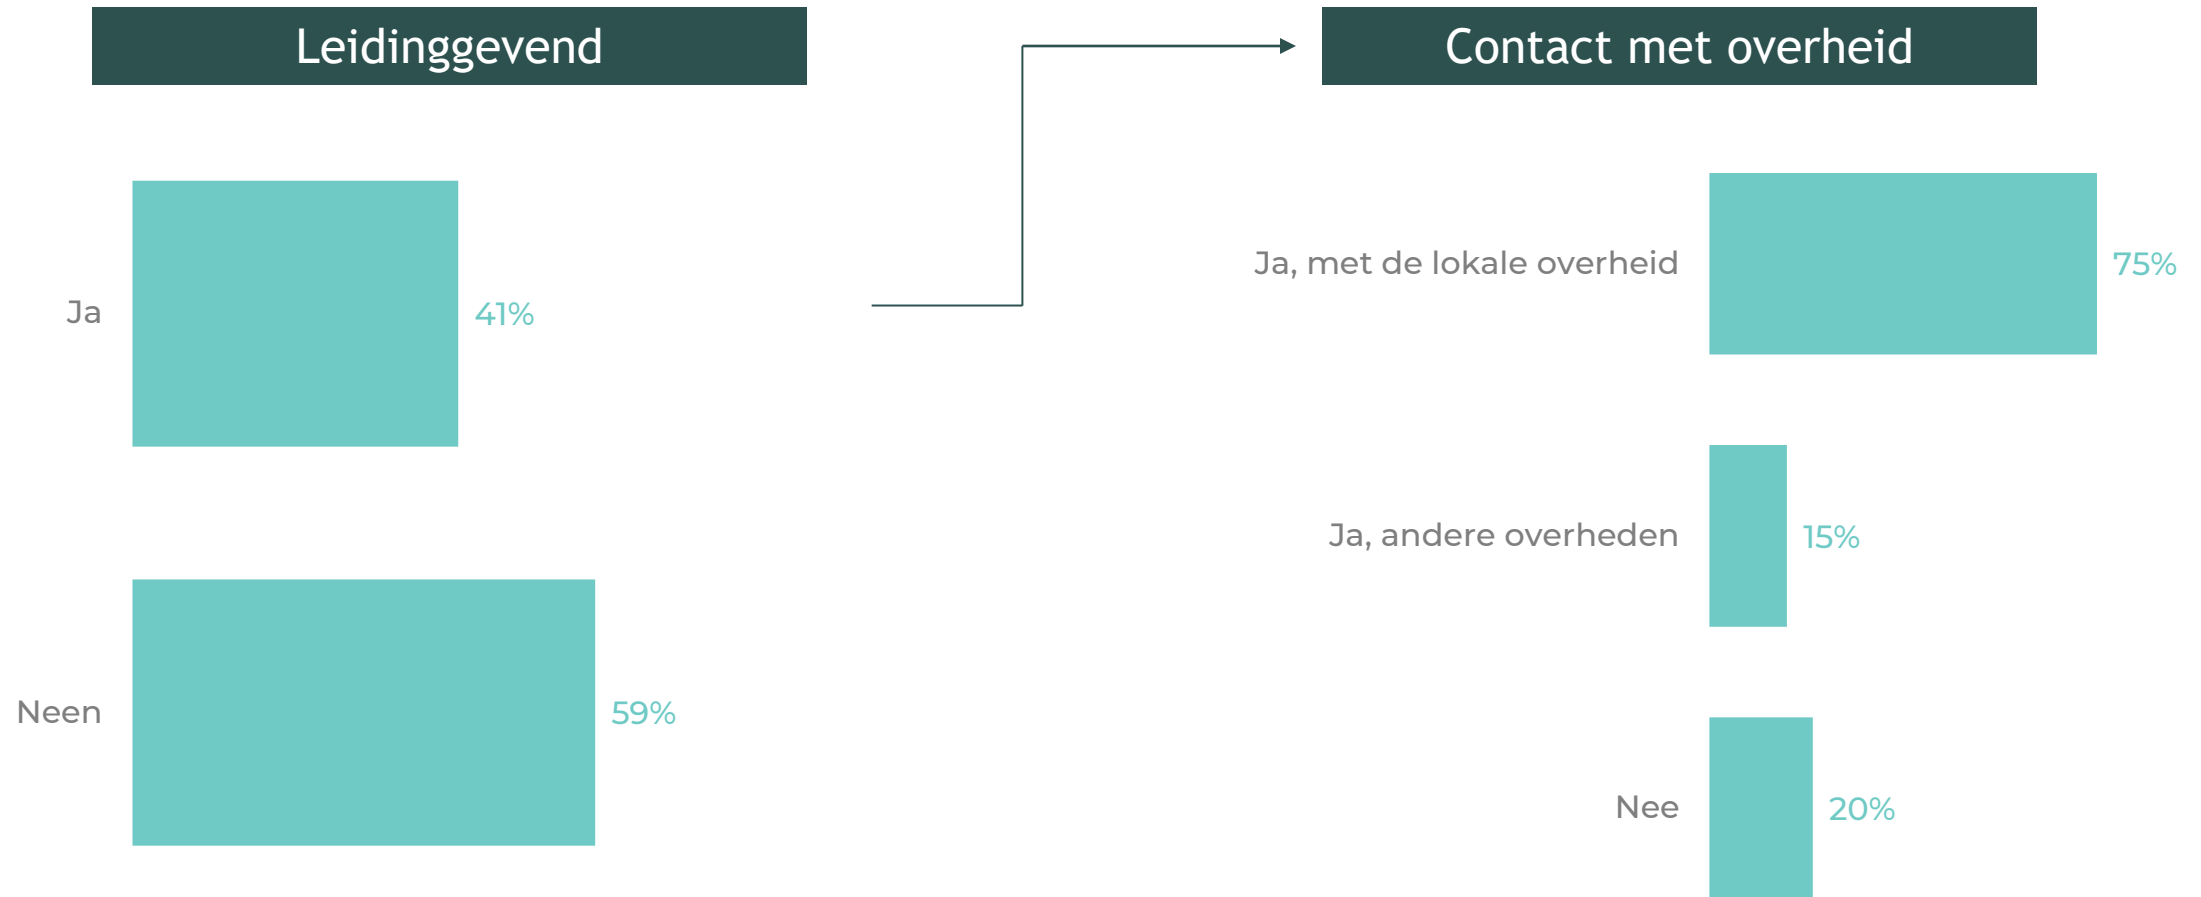 Leidinggevend
Ja
41%
Neen
59%
Contact met overheid
Ja, met de lokale overheid
75%
Ja, andere overheden
15%
Nee
20%